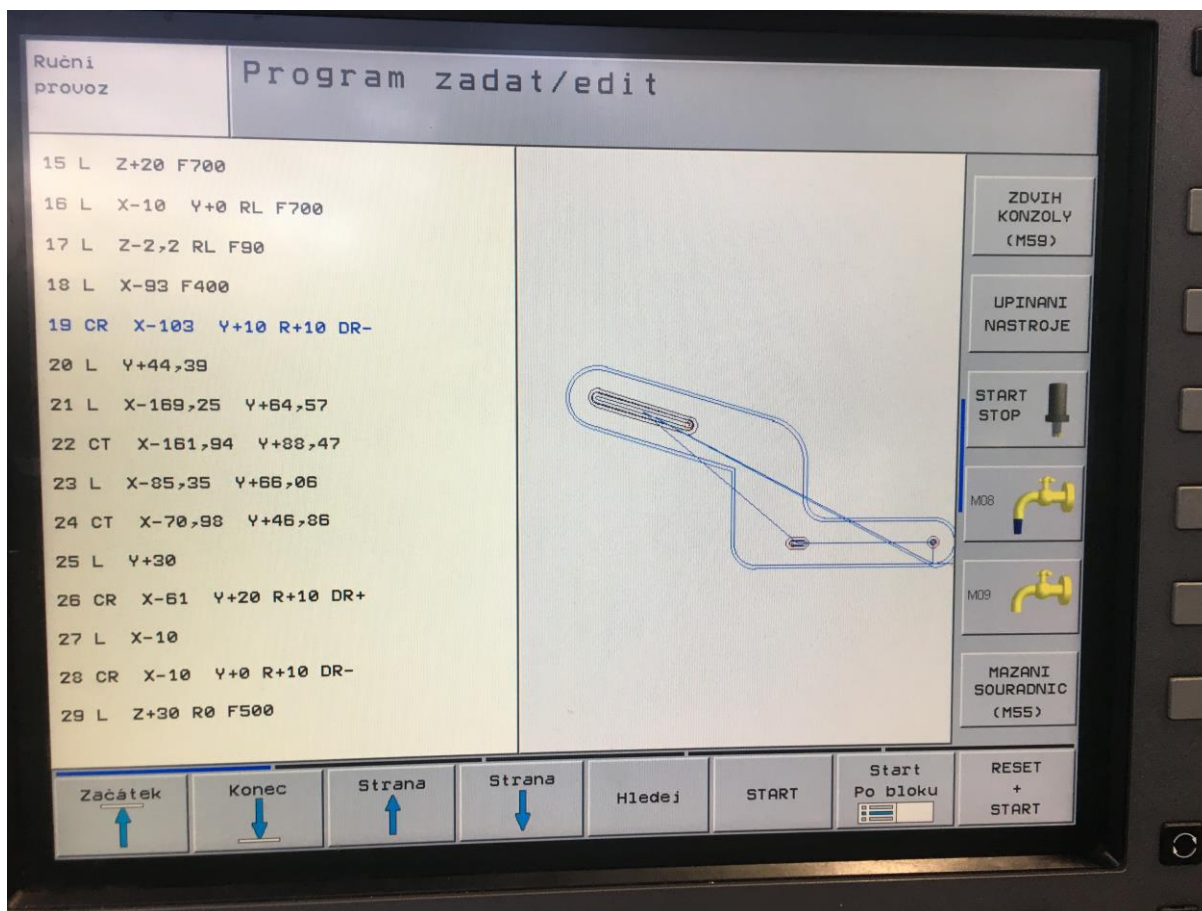 Ruční
provoz
Program zadat/edit
15 L Z+20 F700
16 L X-10 Y+0 RL F700
17 L Z-2,2 RL F90
18 L X-93 F400
19 CR X-103 Y+10 R+10 DR-
20 L Y+44,39
21 L X-169,25 Y+64,57
22 CT X-161,94 Y+88,47
23 L X-85,35 Y+66,06
24 CT X-70,98 Y+46,86
25 L Y+30
26 CR X-61 Y+20 R+10 DR+
27 L X-10
28 CR X-10 Y+0 R+10 DR-
29 L Z+30 R0 F500
ZDVIH
KONZOLY
(M59)
UPINANI
NASTROJE
START
STOP
M08
M09
MAZANI
SOURADNIC
(M55)
Začátek
Konec
Strana
Strana
Hledej
START
Start
Po bloku
RESET
+
START